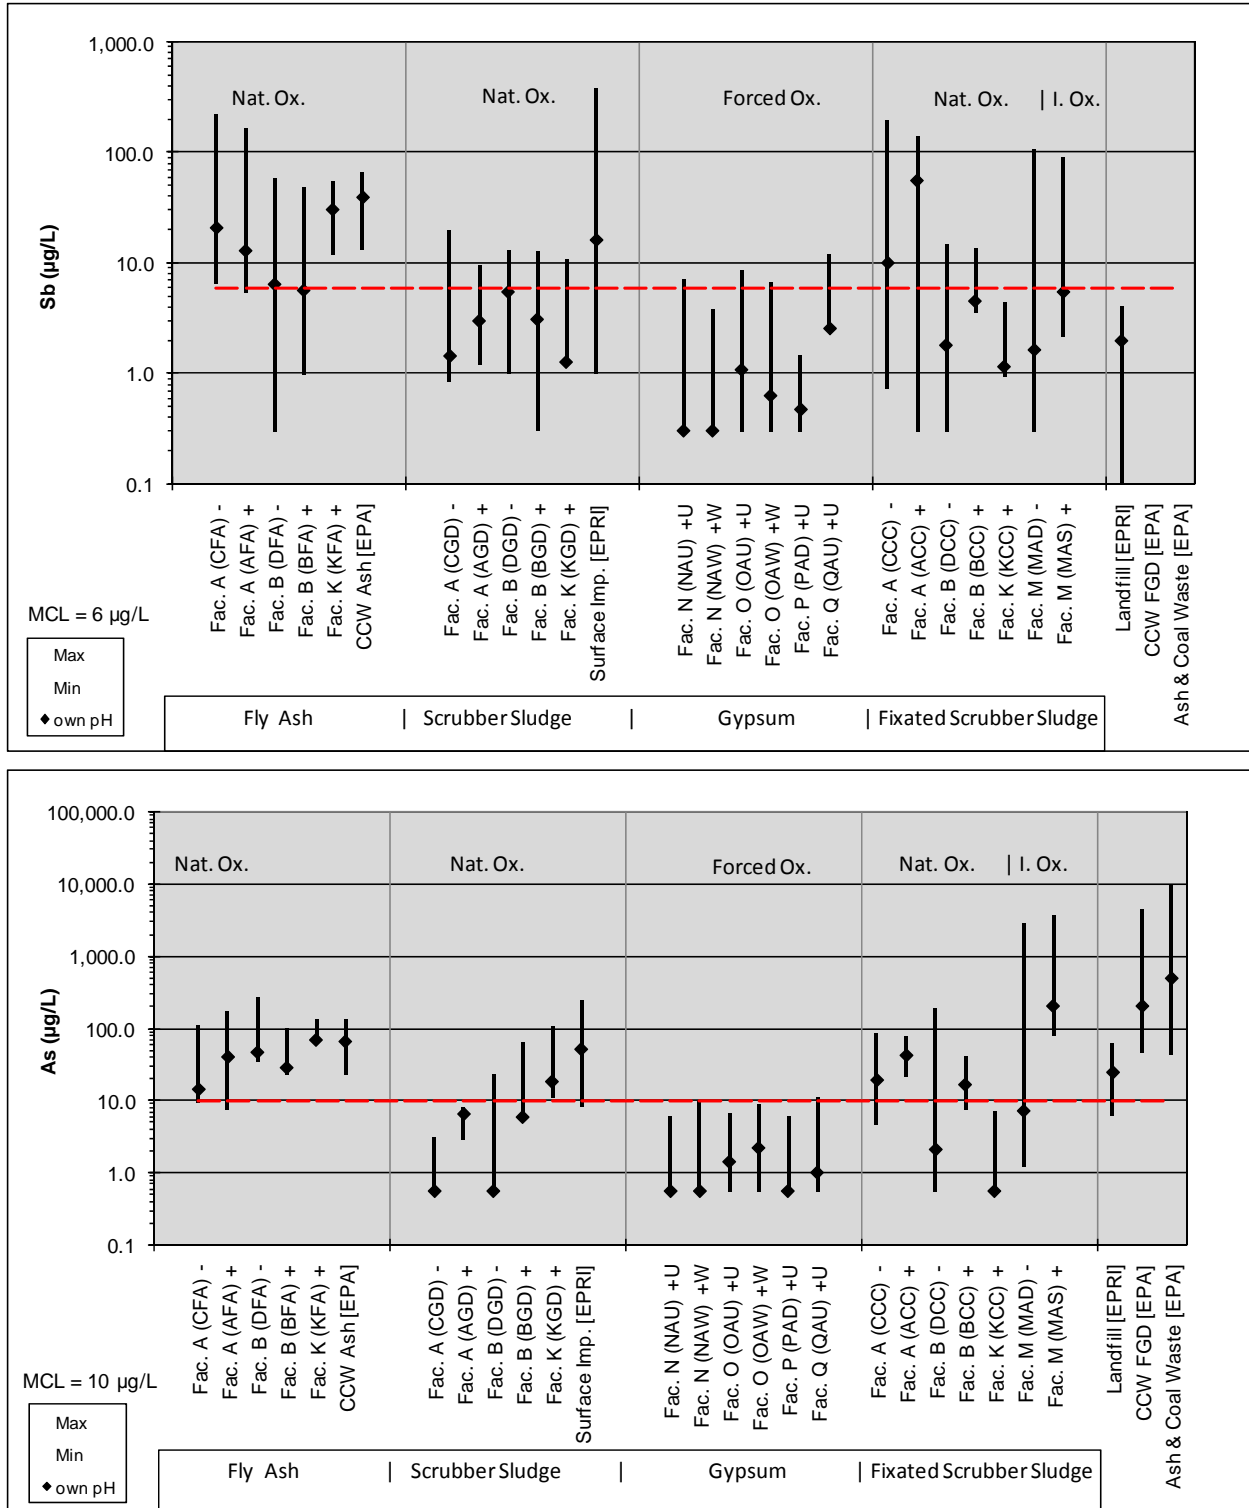 1,000.0
100.0
10.0
1.0
0.1
Sb (µg/L)
Nat. Ox.
Nat. Ox.
Forced Ox.
Nat. Ox.
| I. Ox.
Fac. A (CFA) -
Fac. A (AFA) +
Fac. B (DFA) -
Fac. B (BFA) +
Fac. K (KFA) +
CCW Ash [EPA]
Fac. A (CGD) -
Fac. A (AGD) +
Fac. B (DGD) -
Fac. B (BGD) +
Fac. K (KGD) +
Surface Imp. [EPRI]
Fac. N (NAU) +U
Fac. N (NAW) +W
Fac. O (OAU) +U
Fac. O (OAW) +W
Fac. P (PAD) +U
Fac. Q (QAU) +U
Fac. A (CCC) -
Fac. A (ACC) +
Fac. B (DCC) -
Fac. B (BCC) +
Fac. K (KCC) +
Fac. M (MAD) -
Fac. M (MAS) +
Landfill [EPRI]
CCW FGD [EPA]
Ash & Coal Waste [EPA]
MCL = 6 µg/L
Max
Min
own pH
Fly Ash | Scrubber Sludge | Gypsum | Fixated Scrubber Sludge
100,000.0
10,000.0
1,000.0
100.0
10.0
1.0
0.1
As (µg/L)
Nat. Ox.
Nat. Ox.
Forced Ox.
Nat. Ox.
| I. Ox.
Fac. A (CFA) -
Fac. A (AFA) +
Fac. B (DFA) -
Fac. B (BFA) +
Fac. K (KFA) +
CCW Ash [EPA]
Fac. A (CGD) -
Fac. A (AGD) +
Fac. B (DGD) -
Fac. B (BGD) +
Fac. K (KGD) +
Surface Imp. [EPRI]
Fac. N (NAU) +U
Fac. N (NAW) +W
Fac. O (OAU) +U
Fac. O (OAW) +W
Fac. P (PAD) +U
Fac. Q (QAU) +U
Fac. A (CCC) -
Fac. A (ACC) +
Fac. B (DCC) -
Fac. B (BCC) +
Fac. K (KCC) +
Fac. M (MAD) -
Fac. M (MAS) +
Landfill [EPRI]
CCW FGD [EPA]
Ash & Coal Waste [EPA]
MCL = 10 µg/L
Max
Min
own pH
Fly Ash | Scrubber Sludge | Gypsum | Fixated Scrubber Sludge